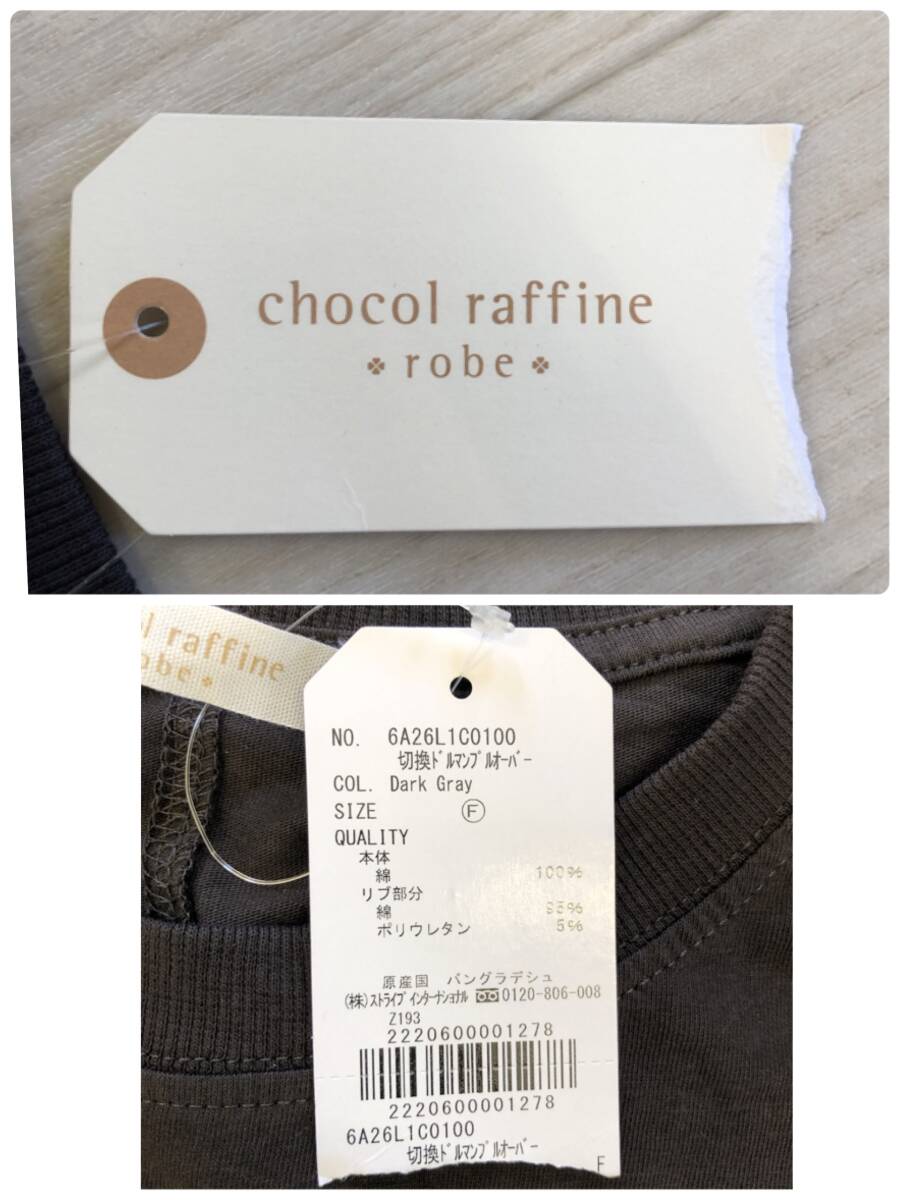 chocol raffine
robe
ol raffine
obe
NO. 6A26L1C0100
切換ﾄﾞﾙﾏﾝﾌﾟﾙｵｰﾊﾞｰ
COL. Dark Gray
SIZE Ⓕ
QUALITY
本体
綿 100%
リブ部分
綿 95%
ポリウレタン 5%
原産国 バングラデシュ
(株)ｽﾄﾗｲﾌﾟｲﾝﾀｰﾅｼｮﾅﾙ 0120-806-008
Z193
2220600001278
2220600001278
6A26L1C0100
切換ﾄﾞﾙﾏﾝﾌﾟﾙｵｰﾊﾞｰ
F